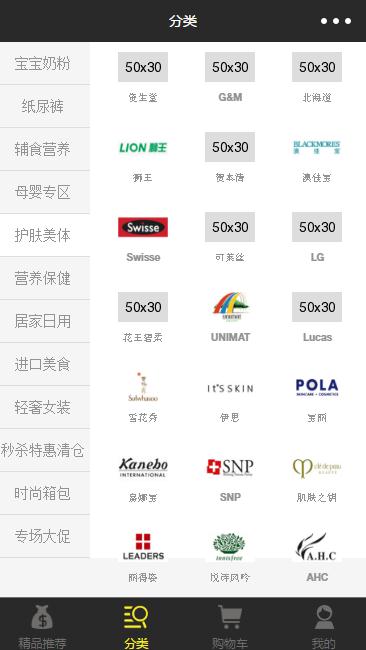 分类
宝宝奶粉
纸尿裤
辅食营养
母婴专区
护肤美体
营养保健
居家日用
进口美食
轻奢女装
秒杀特惠清仓
时尚箱包
专场大促
50x30 50x30 50x30
资生堂 G&M 北海道
LION 獅王 50x30 BLACKMORES 澳佳宝
狮王 贺本清 澳佳宝
Swisse 50x30 50x30
Swisse 可莱丝 LG
50x30 UNIMAT 50x30
花王碧柔 UNIMAT Lucas
Sulwhasoo It'S SKIN POLA
SKINCARE • COSMETICS
雪花秀 伊思 宝丽
Kanebo INTERNATIONAL SNP clé de peau BEAUTÉ
嘉娜宝 SNP 肌肤之钥
LEADERS innisfree A.H.C
丽得姿 悦诗风吟 AHC
精品推荐 分类 购物车 我的